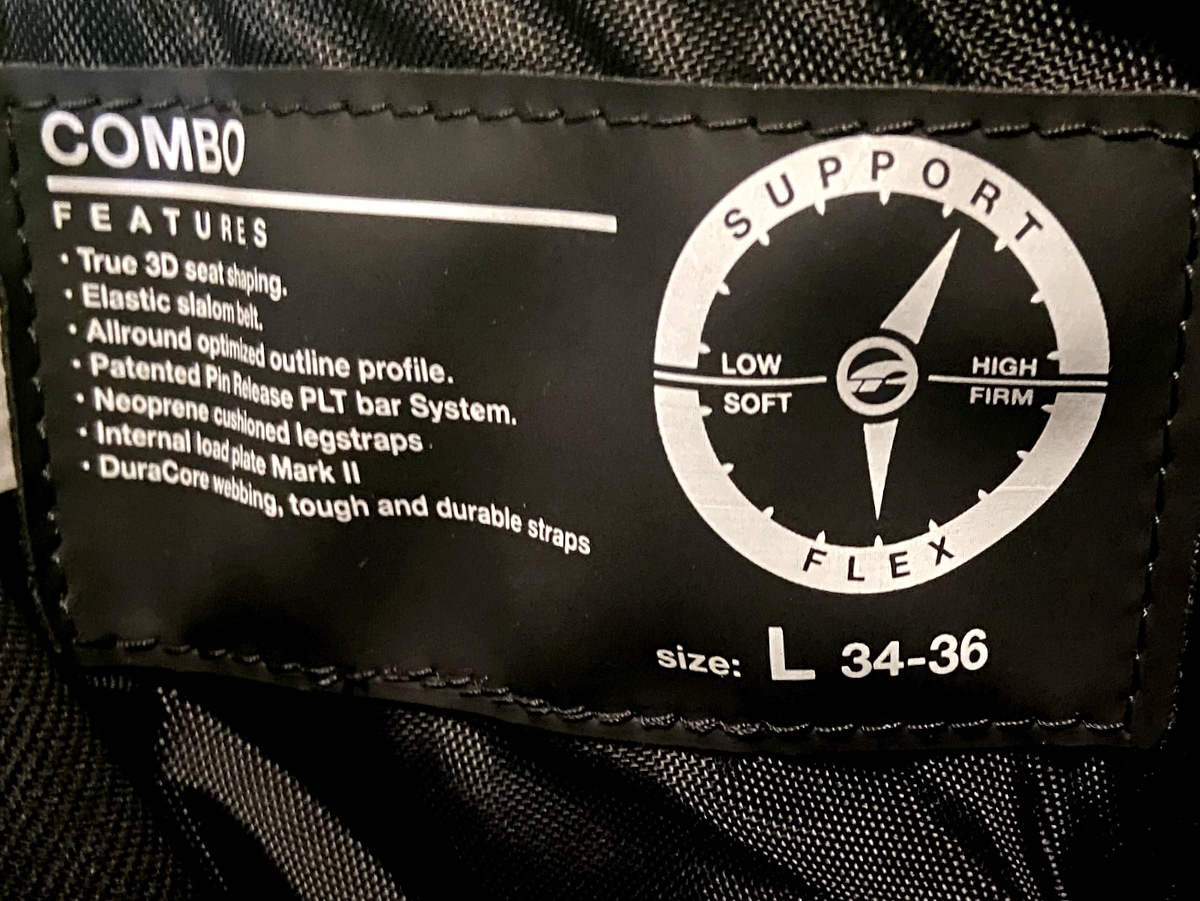 COMBO
FEATURES
• True 3D seat shaping.
• Elastic slalom belt.
• Allround optimized outline profile.
• Patented Pin Release PLT bar System.
• Neoprene cushioned legstraps.
• Internal load plate Mark II
• DuraCore webbing, tough and durable straps
SUPPORT
LOW HIGH
SOFT FIRM
FLEX
size: L 34-36